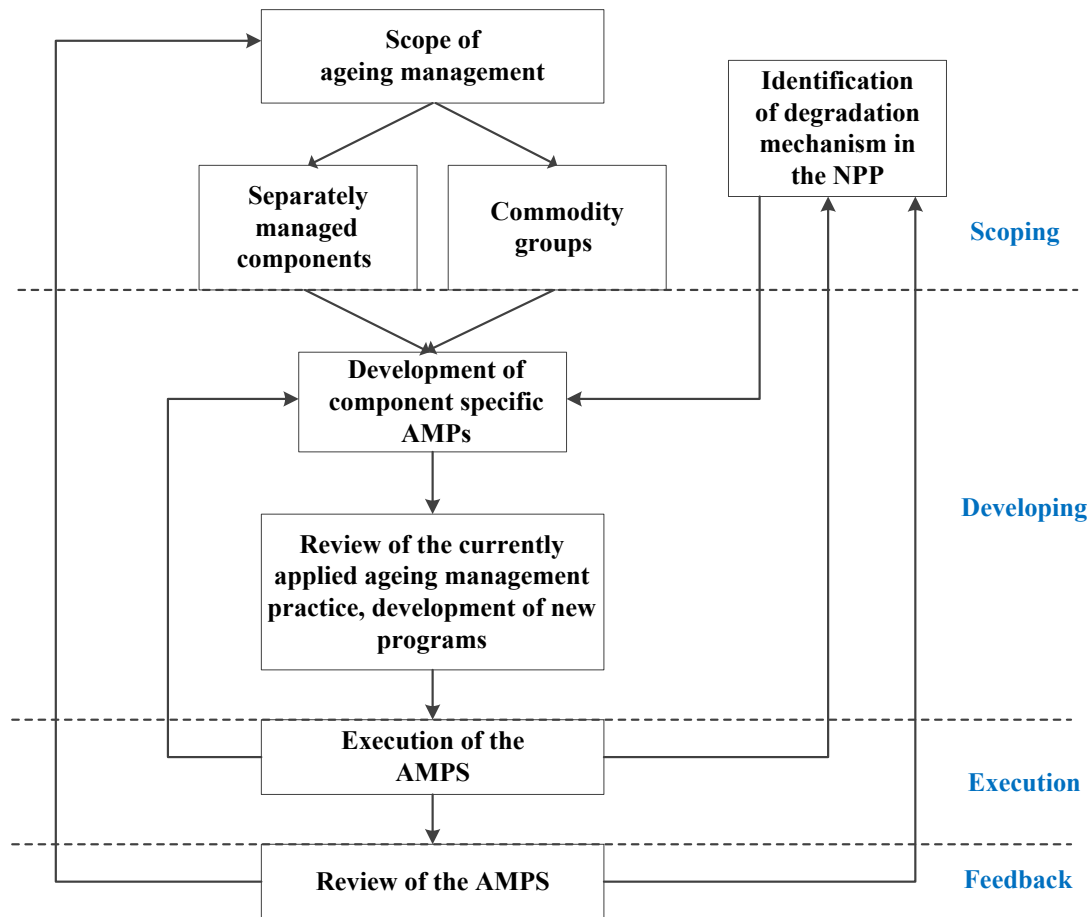 Scope of
ageing management
Identification
of degradation
mechanism in
the NPP
Separately
managed
components
Commodity
groups
Scoping
Development of
component specific
AMPs
Developing
Review of the currently
applied ageing management
practice, development of new
programs
Execution of the
AMPS
Execution
Review of the AMPS
Feedback